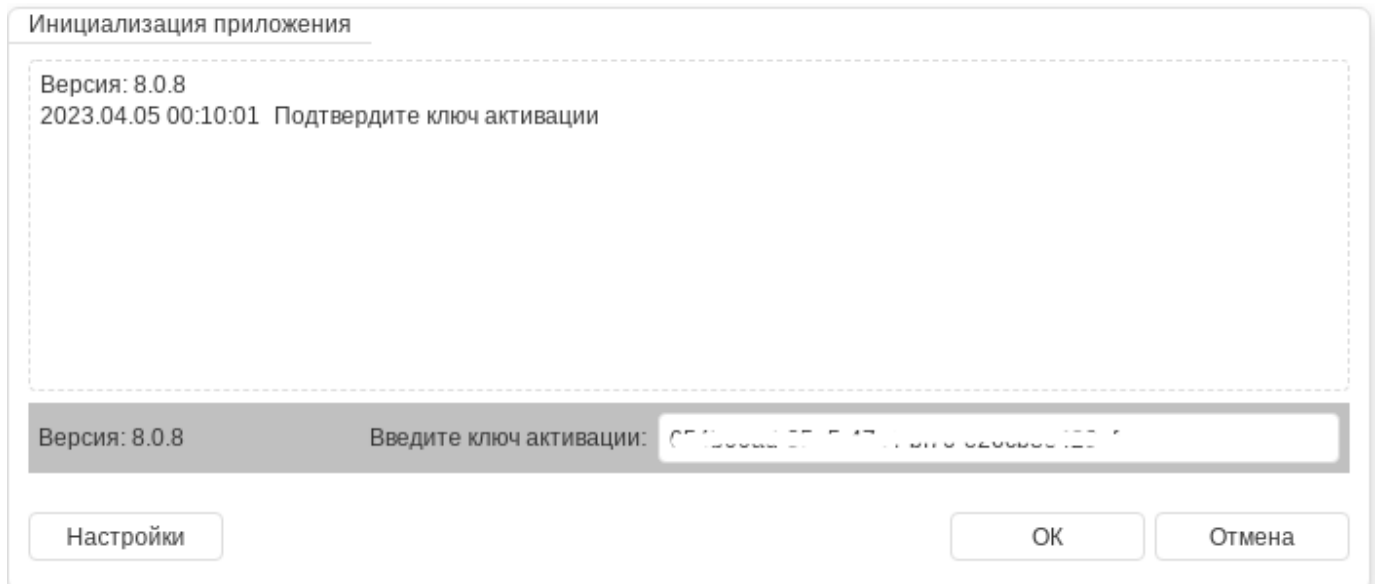 Инициализация приложения
Версия: 8.0.8
2023.04.05 00:10:01 Подтвердите ключ активации
Версия: 8.0.8 Введите ключ активации:
Настройки ОК Отмена